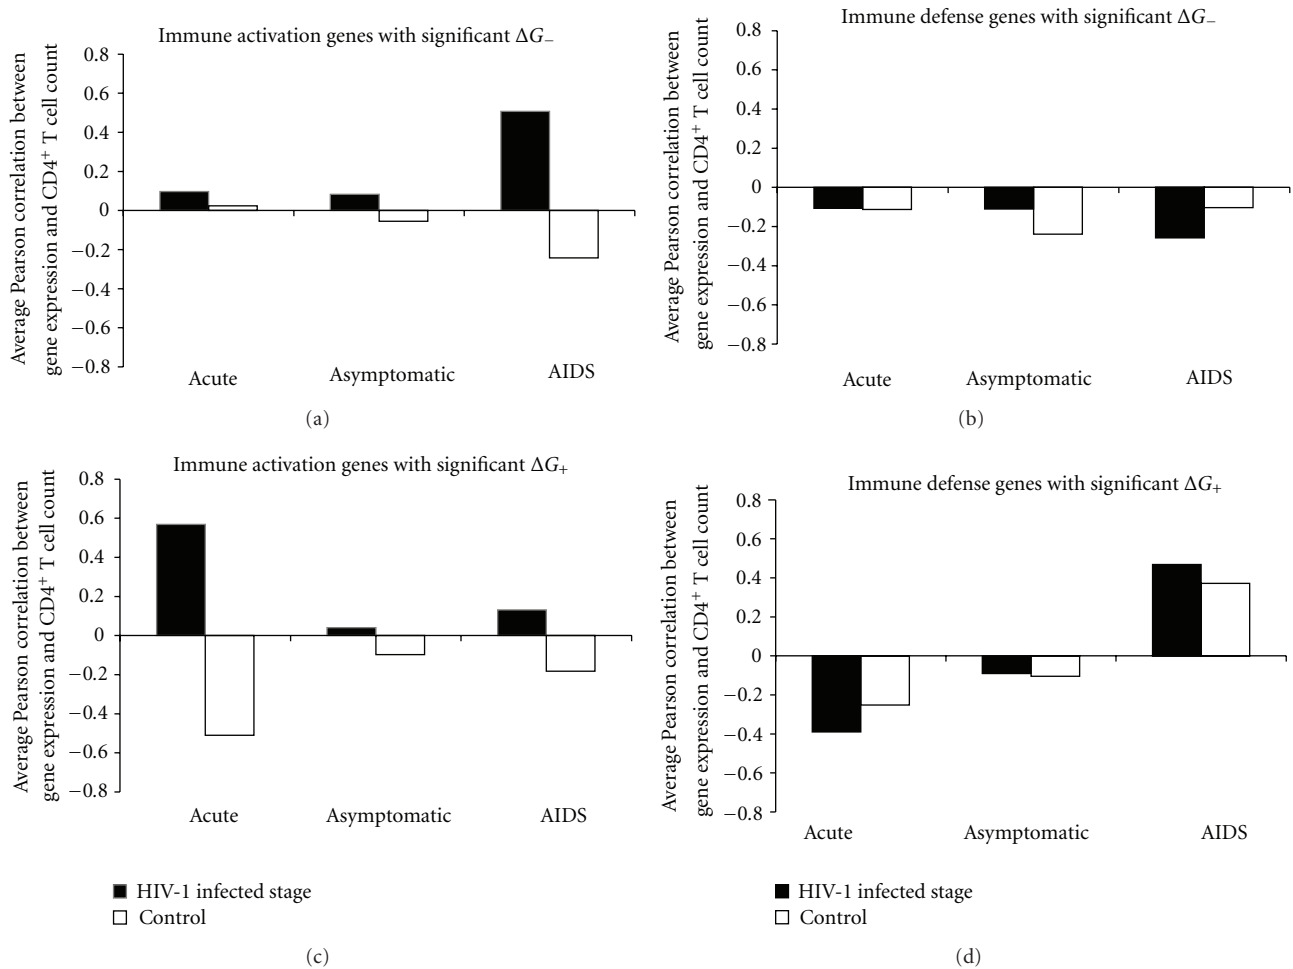 Immune activation genes with significant ΔG−
Average Pearson correlation between
gene expression and CD4+ T cell count
0.8
0.6
0.4
0.2
0
−0.2
−0.4
−0.6
−0.8
Acute
Asymptomatic
AIDS
(a)
Immune defense genes with significant ΔG−
Average Pearson correlation between
gene expression and CD4+ T cell count
0.8
0.6
0.4
0.2
0
−0.2
−0.4
−0.6
−0.8
Acute
Asymptomatic
AIDS
(b)
Immune activation genes with significant ΔG+
Average Pearson correlation between
gene expression and CD4+ T cell count
0.8
0.6
0.4
0.2
0
−0.2
−0.4
−0.6
−0.8
Acute
Asymptomatic
AIDS
HIV-1 infected stage
Control
(c)
Immune defense genes with significant ΔG+
Average Pearson correlation between
gene expression and CD4+ T cell count
0.8
0.6
0.4
0.2
0
−0.2
−0.4
−0.6
−0.8
Acute
Asymptomatic
AIDS
HIV-1 infected stage
Control
(d)